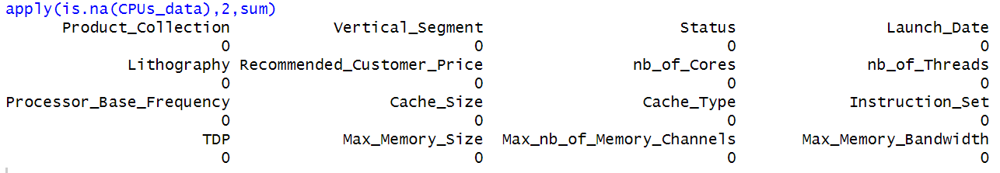 apply(is.na(CPUs_data),2,sum)
Product_Collection Vertical_Segment Status Launch_Date
0 0 0 0
Lithography Recommended_Customer_Price nb_of_Cores nb_of_Threads
0 0 0 0
Processor_Base_Frequency Cache_Size Cache_Type Instruction_Set
0 0 0 0
TDP Max_Memory_Size Max_nb_of_Memory_Channels Max_Memory_Bandwidth
0 0 0 0